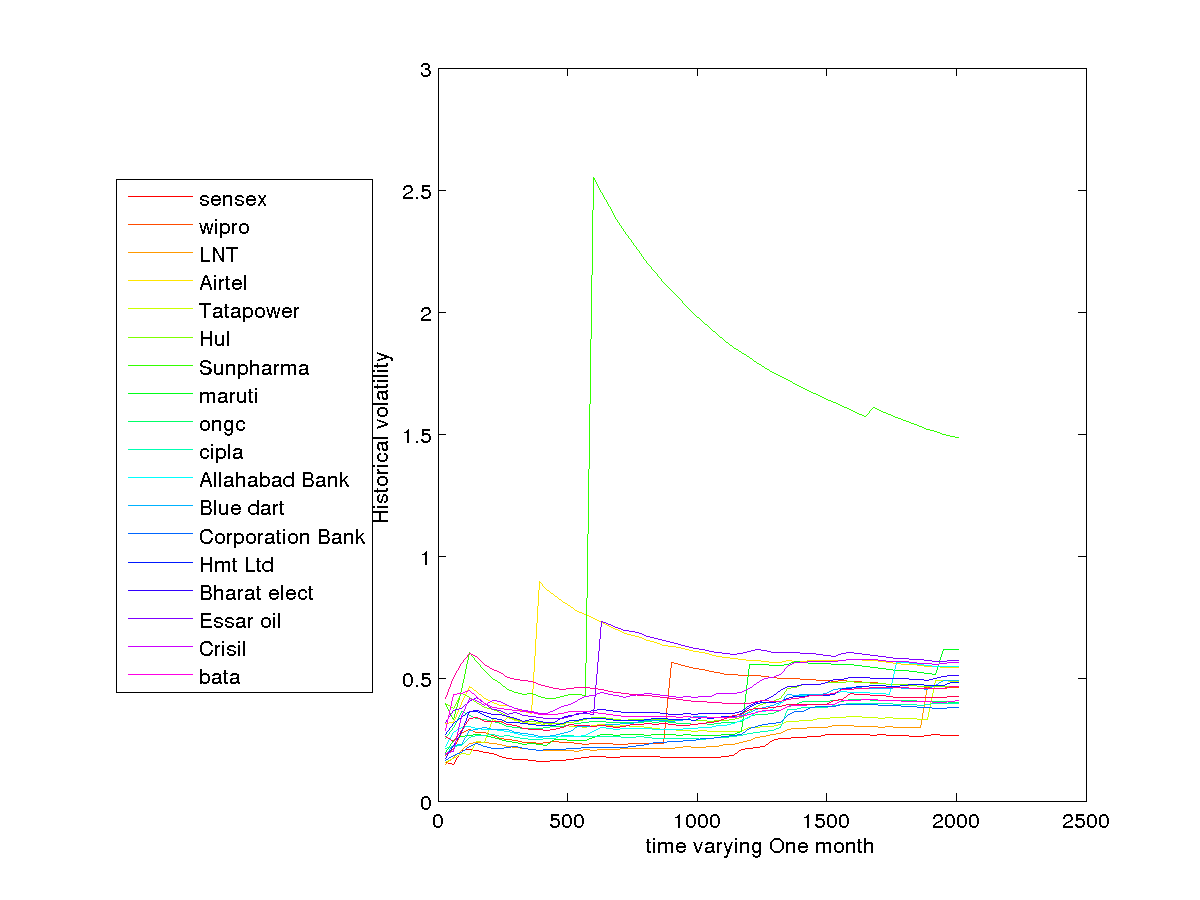 sensex
wipro
LNT
Airtel
Tatapower
Hul
Sunpharma
maruti
ongc
cipla
Allahabad Bank
Blue dart
Corporation Bank
Hmt Ltd
Bharat elect
Essar oil
Crisil
bata
Historical volatility
3
2.5
2
1.5
1
0.5
0
0 500 1000 1500 2000 2500
time varying One month